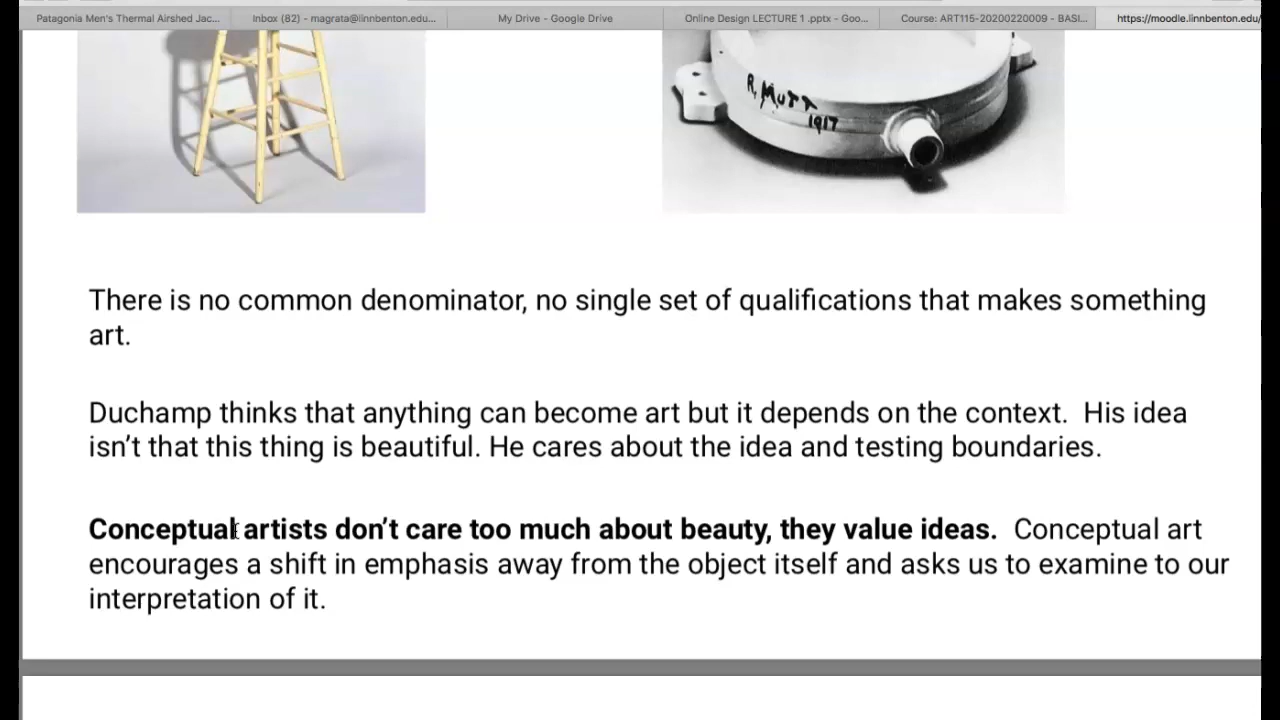 Patagonia Men's Thermal Airshed Jac...
Inbox (82) - magrata@linnbenton.edu...
My Drive - Google Drive
Online Design LECTURE 1 .pptx - Goo...
Course: ART115-20200220009 - BASI...
https://moodle.linnbenton.edu/
R. MUTT
1917
There is no common denominator, no single set of qualifications that makes something
art.
Duchamp thinks that anything can become art but it depends on the context.  His idea
isn't that this thing is beautiful. He cares about the idea and testing boundaries.
Conceptual artists don't care too much about beauty, they value ideas.  Conceptual art
encourages a shift in emphasis away from the object itself and asks us to examine to our
interpretation of it.